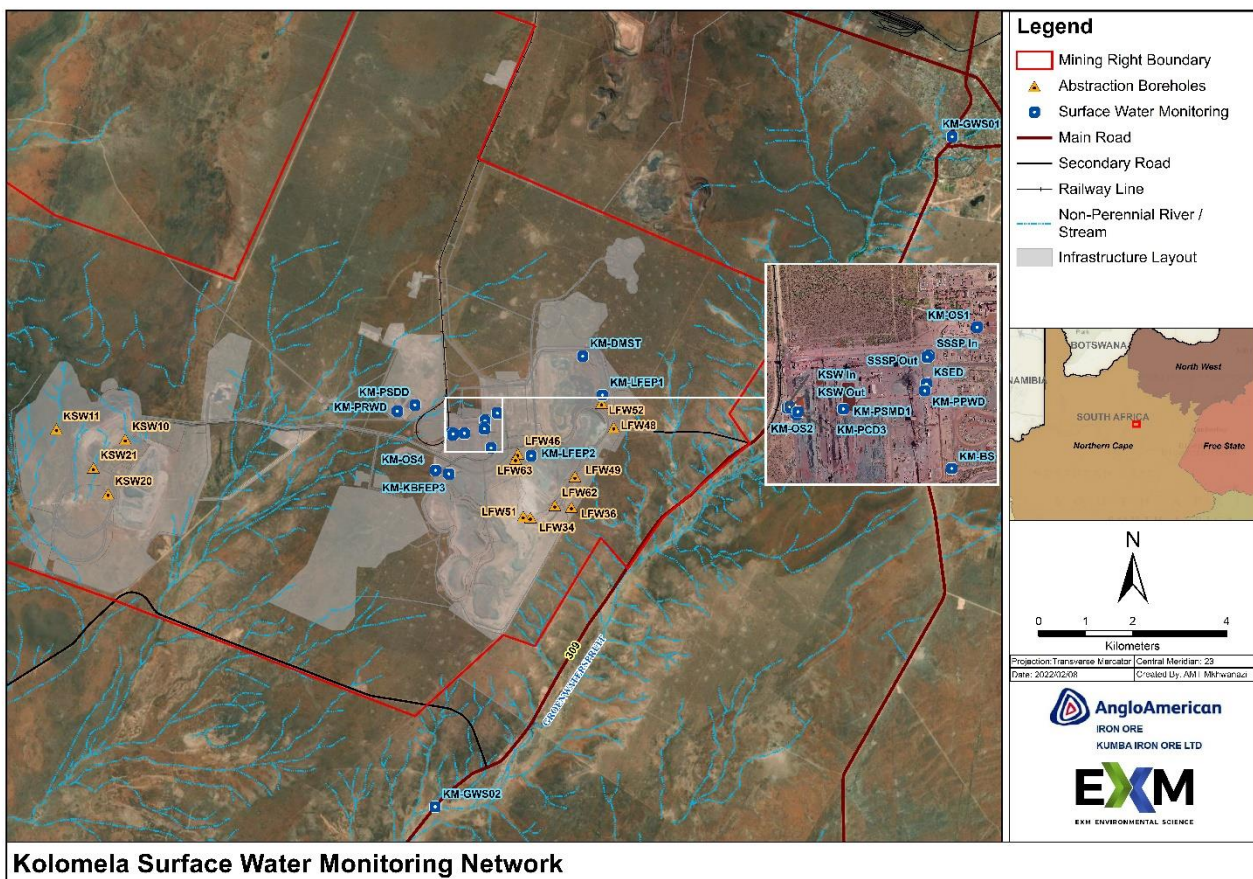 KM-GWS01
KM-DMST
KM-LFEP1
KM-PSDD
KM-PRWD
LFW52
LFW48
KSW11
KSW10
KSW21
KSW20
LFW46
KM-LFEP2
LFW63
KM-OS4
KM-KBFEP3
LFW49
LFW62
LFW51
LFW36
LFW34
KM-OS1
SSSP In
SSSP Out
KSW In
KSED
KSW Out
KM-PPWD
KM-PSMD1
KM-OS2
KM-PCD3
KM-BS
309
GROENWATERSPRUIT
KM-GWS02
Legend
Mining Right Boundary
Abstraction Boreholes
Surface Water Monitoring
Main Road
Secondary Road
Railway Line
Non-Perennial River /
Stream
Infrastructure Layout
BOTSWANA
NAMIBIA
North West
SOUTH AFRICA
Northern Cape
Free State
N
0 1 2 4
Kilometers
Projection:Transverse Mercator Central Meridian: 23
Date: 2022/02/08 Created By: AMT Mkhwanazi
AngloAmerican
IRON ORE
KUMBA IRON ORE LTD
EXM
EXM ENVIRONMENTAL SCIENCE
Kolomela Surface Water Monitoring Network